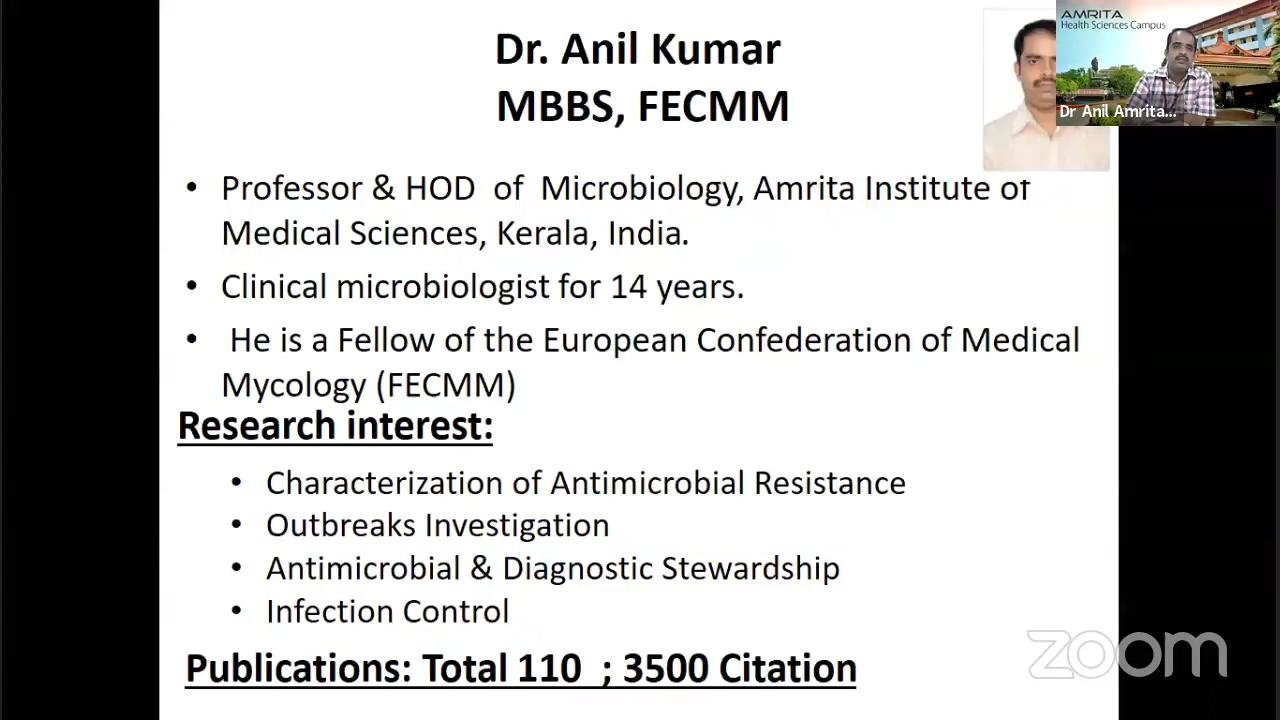 Dr. Anil Kumar
MBBS, FECMM
AMRITA
Health Sciences Campus
Dr Anil Amrita...
• Professor & HOD of Microbiology, Amrita Institute of
Medical Sciences, Kerala, India.
• Clinical microbiologist for 14 years.
• He is a Fellow of the European Confederation of Medical
Mycology (FECMM)
Research interest:
• Characterization of Antimicrobial Resistance
• Outbreaks Investigation
• Antimicrobial & Diagnostic Stewardship
• Infection Control
Publications: Total 110 ; 3500 Citation
zoom